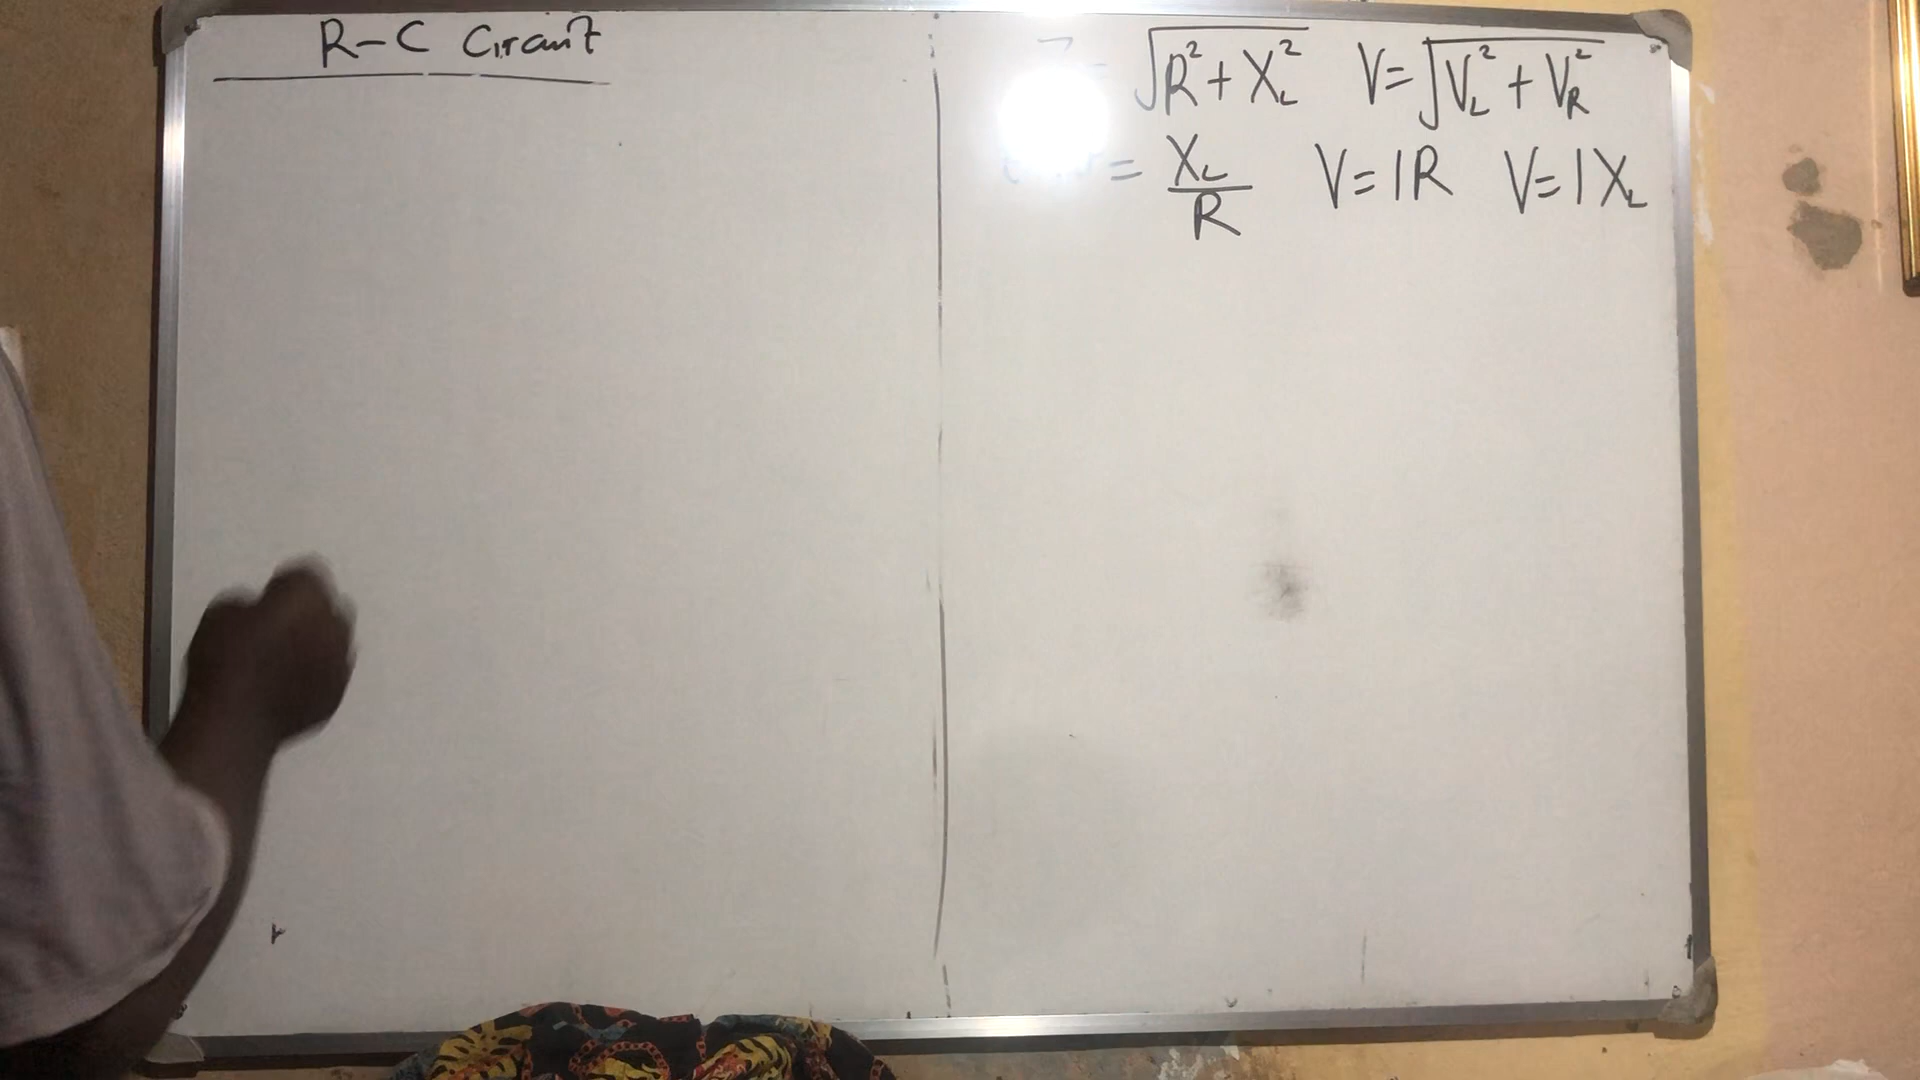 R-C Circuit
√R²+X_L² V=√V_L²+V_R²
= X_L/R V=IR V=IX_L